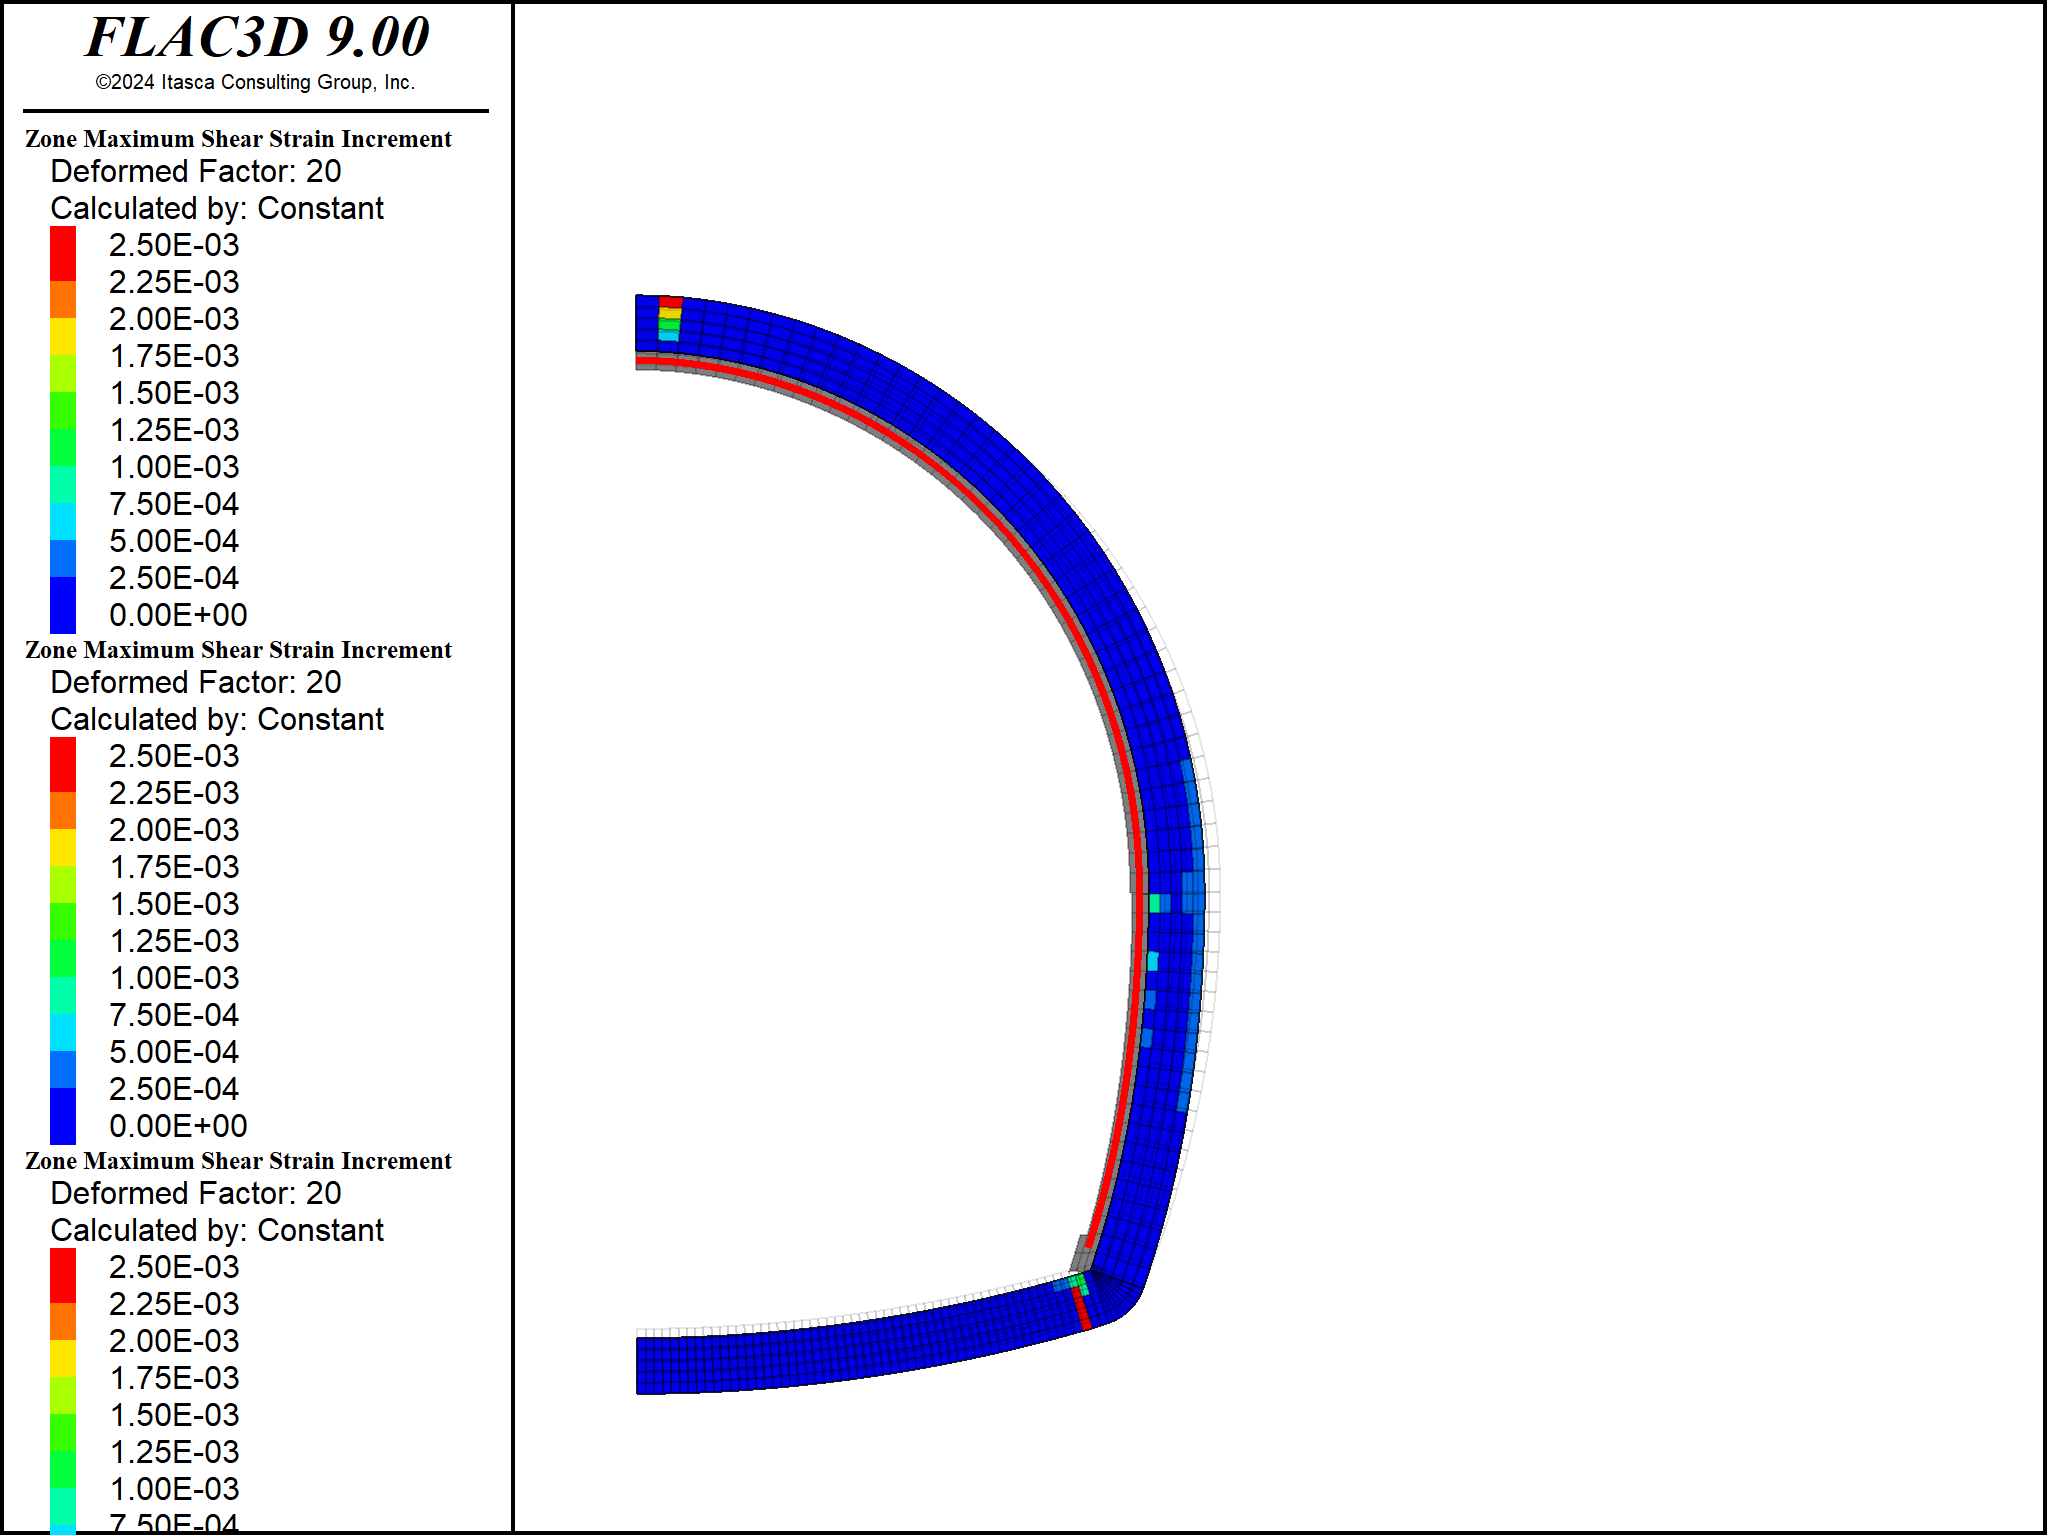 FLAC3D 9.00
©2024 Itasca Consulting Group, Inc.
Zone Maximum Shear Strain Increment
Deformed Factor: 20
Calculated by: Constant
2.50E-03
2.25E-03
2.00E-03
1.75E-03
1.50E-03
1.25E-03
1.00E-03
7.50E-04
5.00E-04
2.50E-04
0.00E+00
Zone Maximum Shear Strain Increment
Deformed Factor: 20
Calculated by: Constant
2.50E-03
2.25E-03
2.00E-03
1.75E-03
1.50E-03
1.25E-03
1.00E-03
7.50E-04
5.00E-04
2.50E-04
0.00E+00
Zone Maximum Shear Strain Increment
Deformed Factor: 20
Calculated by: Constant
2.50E-03
2.25E-03
2.00E-03
1.75E-03
1.50E-03
1.25E-03
1.00E-03
7.50E-04